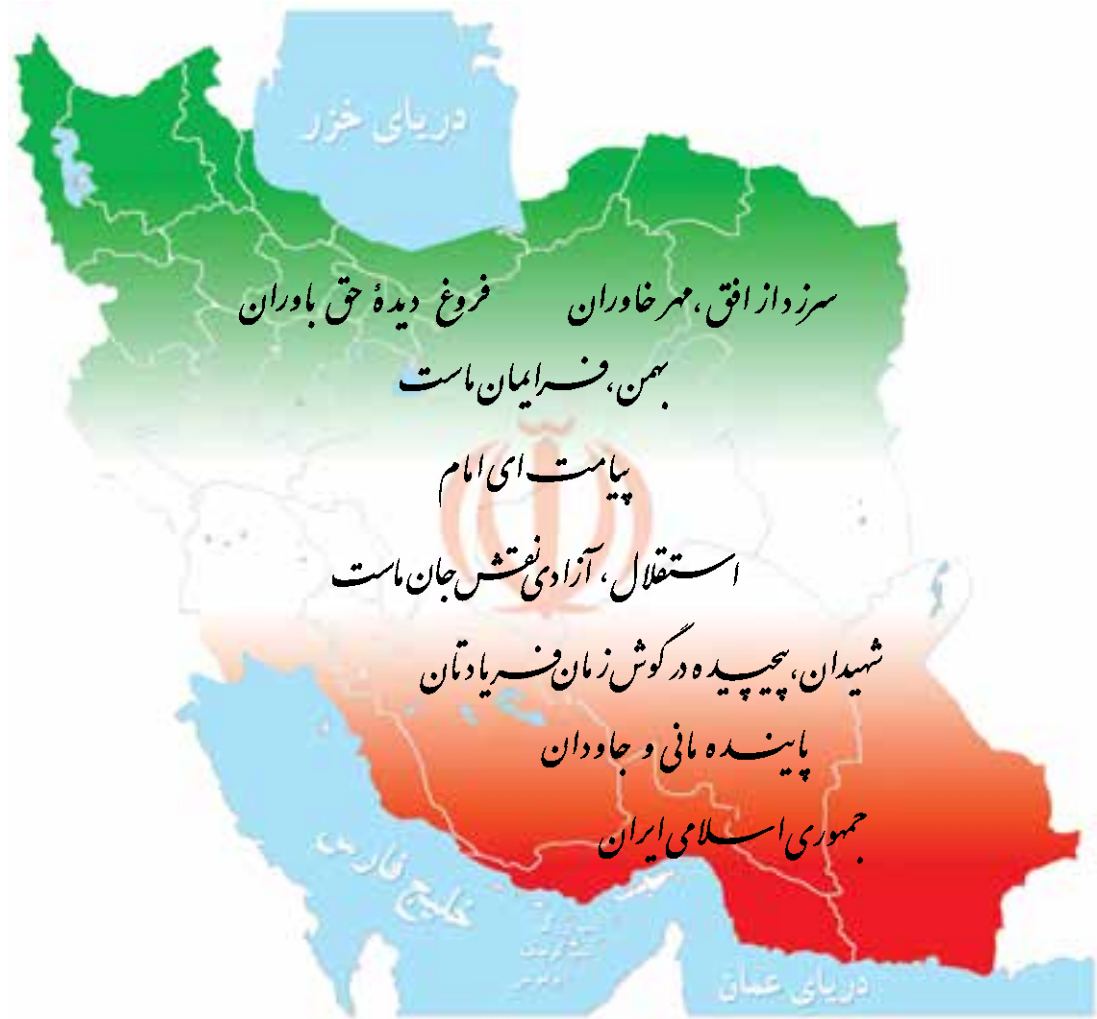 دریای خزر
سر زد از افق، مهر خاوران فروغ دیدهٔ حق باوران
بهمن، فر ایمان ماست
پیامت ای امام
استقلال، آزادی نقش جان ماست
شهیدان، پیچیده در گوش زمان فریادتان
پاینده مانی و جاودان
جمهوری اسلامی ایران
خلیج فارس
دریای عمان